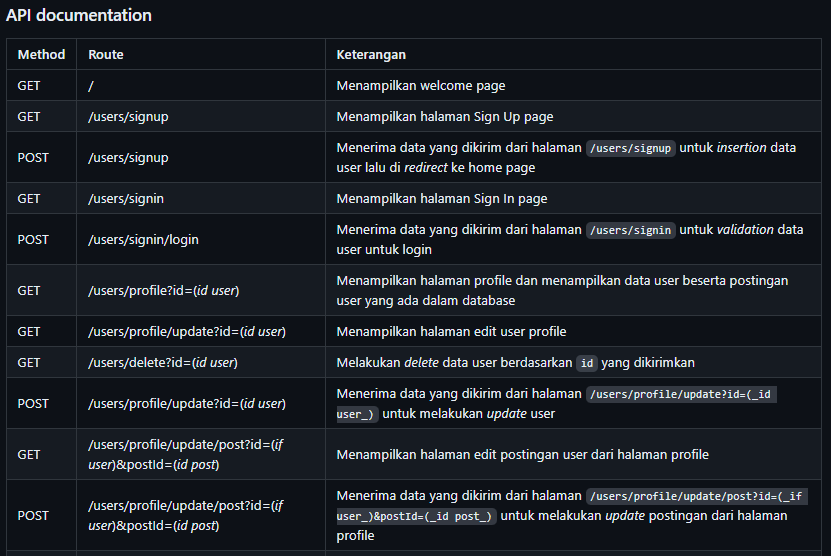 API documentation
Method Route Keterangan
GET / Menampilkan welcome page
GET /users/signup Menampilkan halaman Sign Up page
POST /users/signup Menerima data yang dikirim dari halaman /users/signup untuk insertion data
user lalu di redirect ke home page
GET /users/signin Menampilkan halaman Sign In page
POST /users/signin/login Menerima data yang dikirim dari halaman /users/signin untuk validation data
user untuk login
GET /users/profile?id=(id user) Menampilkan halaman profile dan menampilkan data user beserta postingan
user yang ada dalam database
GET /users/profile/update?id=(id user) Menampilkan halaman edit user profile
GET /users/delete?id=(id user) Melakukan delete data user berdasarkan id yang dikirimkan
POST /users/profile/update?id=(id user) Menerima data yang dikirim dari halaman /users/profile/update?id=(_id
user_) untuk melakukan update user
GET /users/profile/update/post?id=(if
user)&postId=(id post) Menampilkan halaman edit postingan user dari halaman profile
POST /users/profile/update/post?id=(if
user)&postId=(id post) Menerima data yang dikirim dari halaman /users/profile/update/post?id=(_if
user_)&postId=(_id post_) untuk melakukan update postingan dari halaman
profile